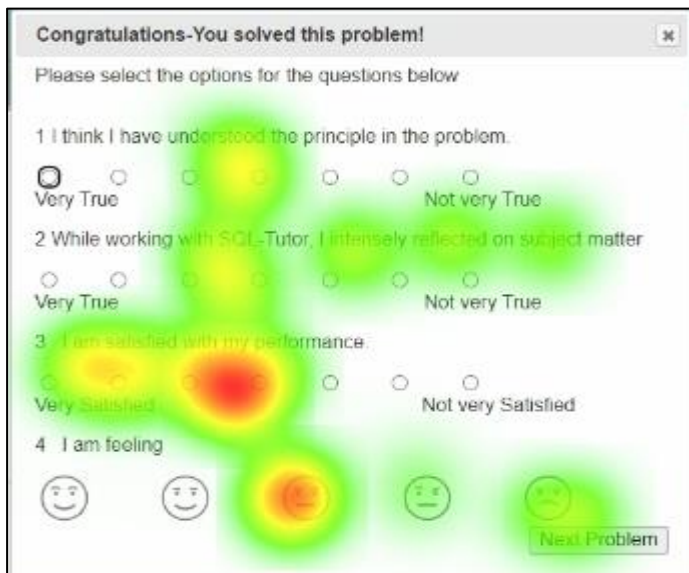 Congratulations-You solved this problem!
Please select the options for the questions below
1 I think I have understood the principle in the problem.
Very True Not very True
2 While working with SQL-Tutor, I intensely reflected on subject matter
Very True Not very True
3 I am satisfied with my performance.
Very Satisfied Not very Satisfied
4 I am feeling
Next Problem